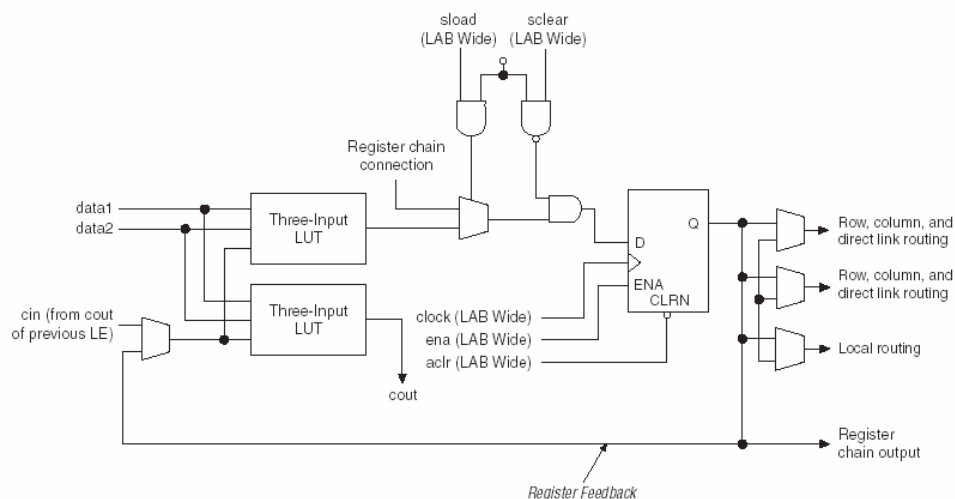 sload
(LAB Wide)
sclear
(LAB Wide)
Register chain
connection
data1
data2
Three-Input
LUT
cin (from cout
of previous LE)
Three-Input
LUT
cout
clock (LAB Wide)
ena (LAB Wide)
aclr (LAB Wide)
Q
D
ENA
CLRN
Row, column, and
direct link routing
Row, column, and
direct link routing
Local routing
Register
chain output
Register Feedback